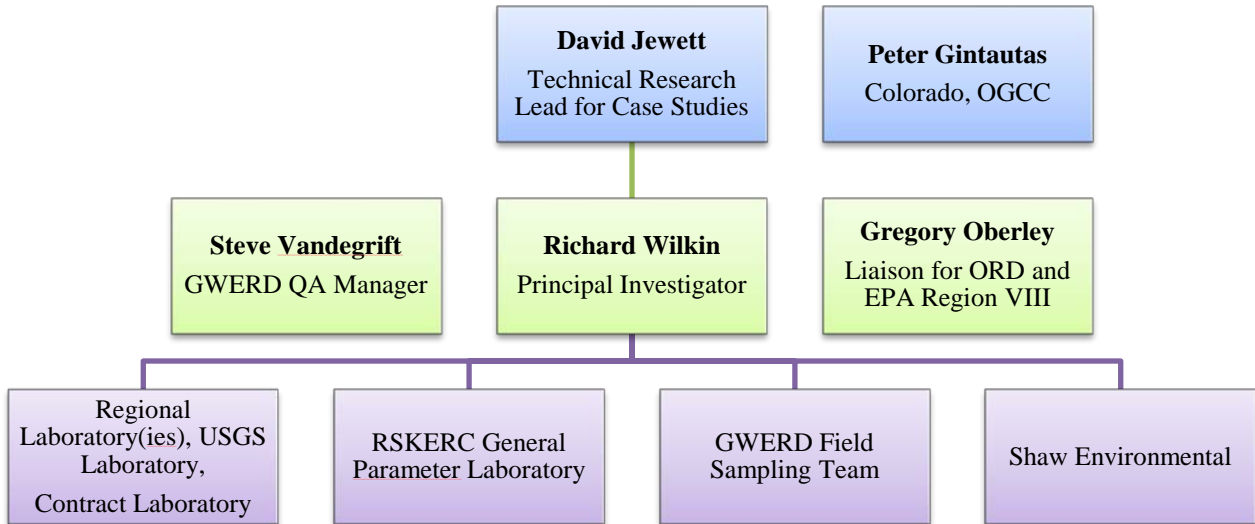 David Jewett
Technical Research
Lead for Case Studies
Peter Gintautas
Colorado, OGCC
Steve Vandegrift
GWERD QA Manager
Richard Wilkin
Principal Investigator
Gregory Oberley
Liaison for ORD and
EPA Region VIII
Regional
Laboratory(ies), USGS
Laboratory,
Contract Laboratory
RSKERC General
Parameter Laboratory
GWERD Field
Sampling Team
Shaw Environmental